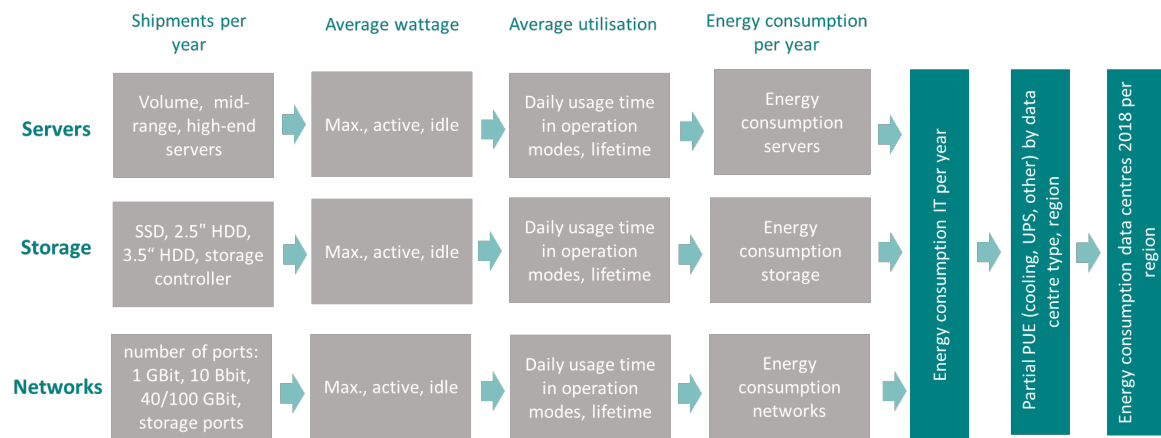 Shipments per
year
Average wattage
Average utilisation
Energy consumption
per year
Servers
Volume, mid-
range, high-end
servers
Max., active, idle
Daily usage time
in operation
modes, lifetime
Energy
consumption
servers
Storage
SSD, 2.5" HDD,
3.5“ HDD, storage
controller
Max., active, idle
Daily usage time
in operation
modes, lifetime
Energy
consumption
storage
Networks
number of ports:
1 GBit, 10 Bbit,
40/100 GBit,
storage ports
Max., active, idle
Daily usage time
in operation
modes, lifetime
Energy
consumption
networks
Energy consumption IT per year
Partial PUE (cooling, UPS, other) by data
centre type, region
Energy consumption data centres 2018 per
region